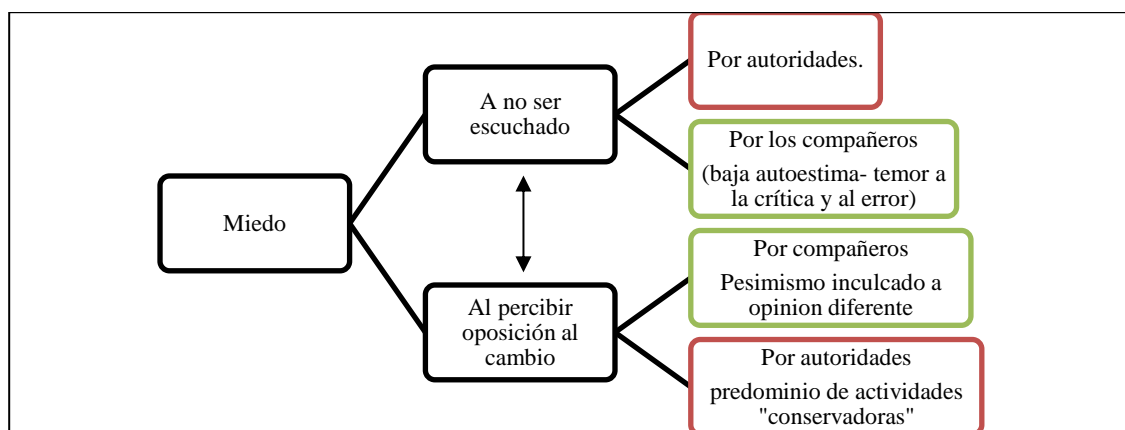 Miedo
A no ser
escuchado
Por autoridades.
Por los compañeros
(baja autoestima- temor a
la crítica y al error)
Al percibir
oposición al
cambio
Por compañeros
Pesimismo inculcado a
opinion diferente
Por autoridades
predominio de actividades
"conservadoras"